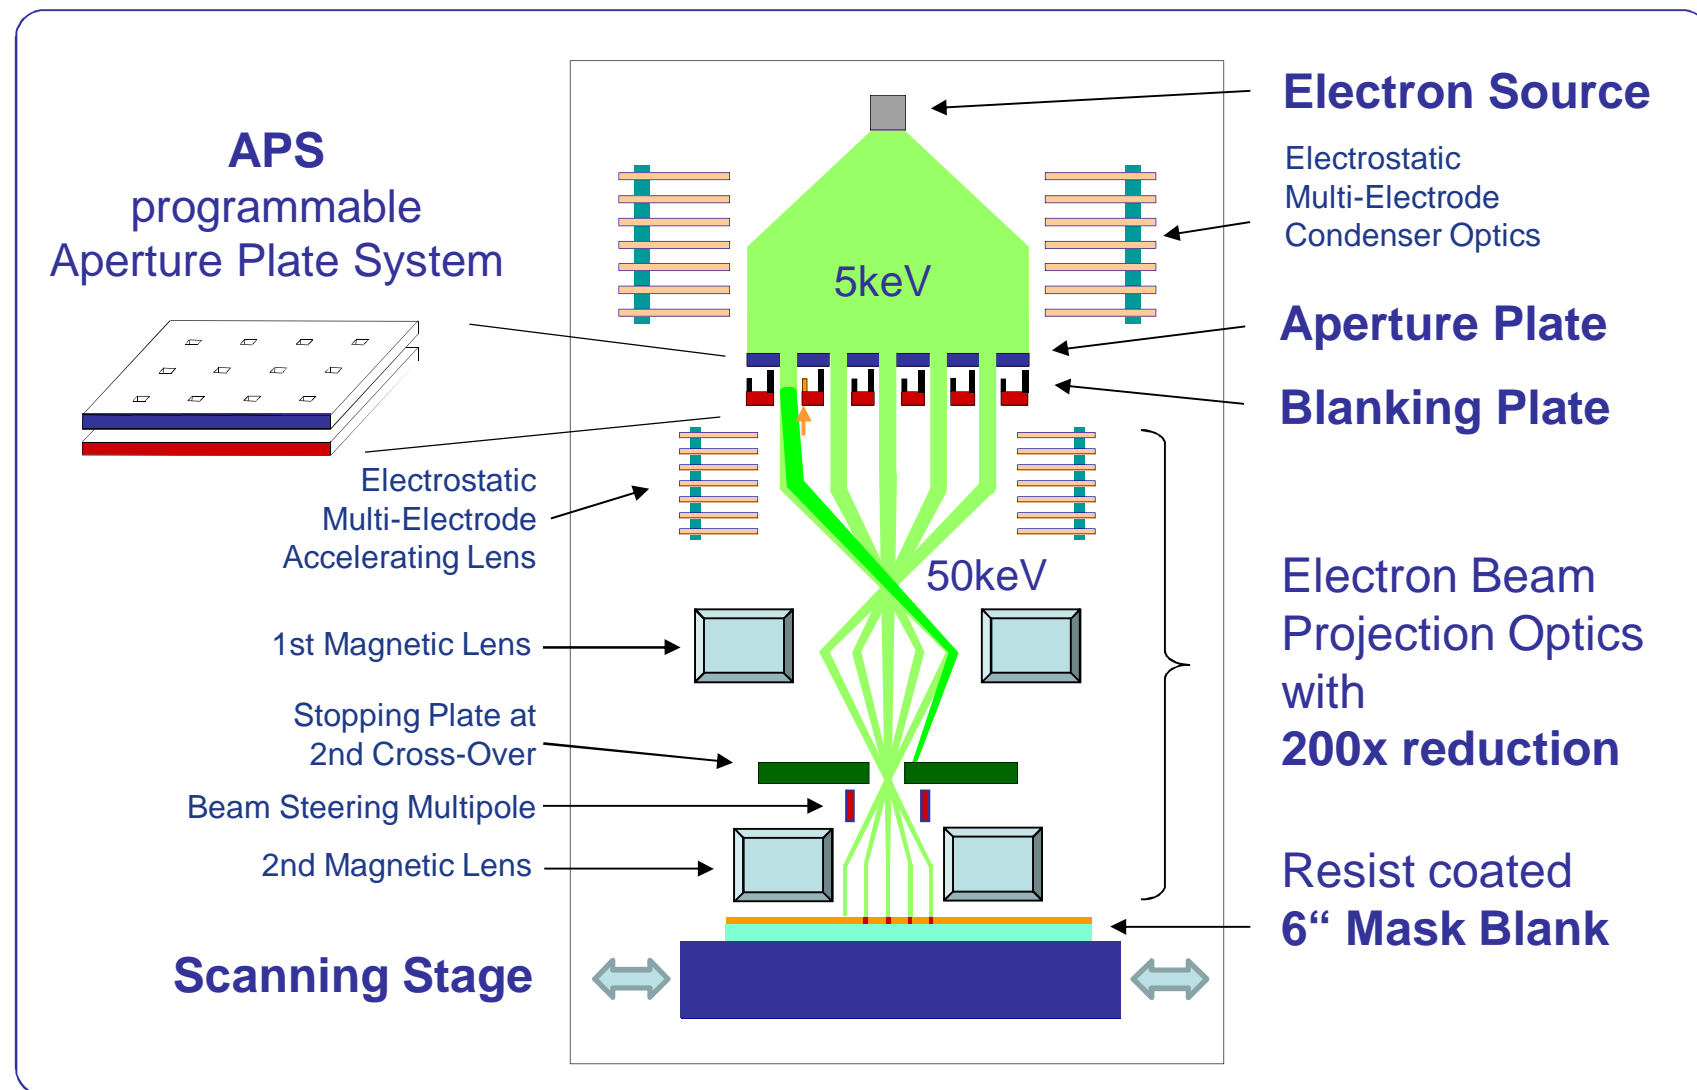 APS
programmable
Aperture Plate System
Electron Source
Electrostatic
Multi-Electrode
Condenser Optics
5keV
Aperture Plate
Blanking Plate
Electrostatic
Multi-Electrode
Accelerating Lens
50keV
1st Magnetic Lens
Stopping Plate at
2nd Cross-Over
Beam Steering Multipole
2nd Magnetic Lens
Electron Beam
Projection Optics
with
200x reduction
Resist coated
6“ Mask Blank
Scanning Stage